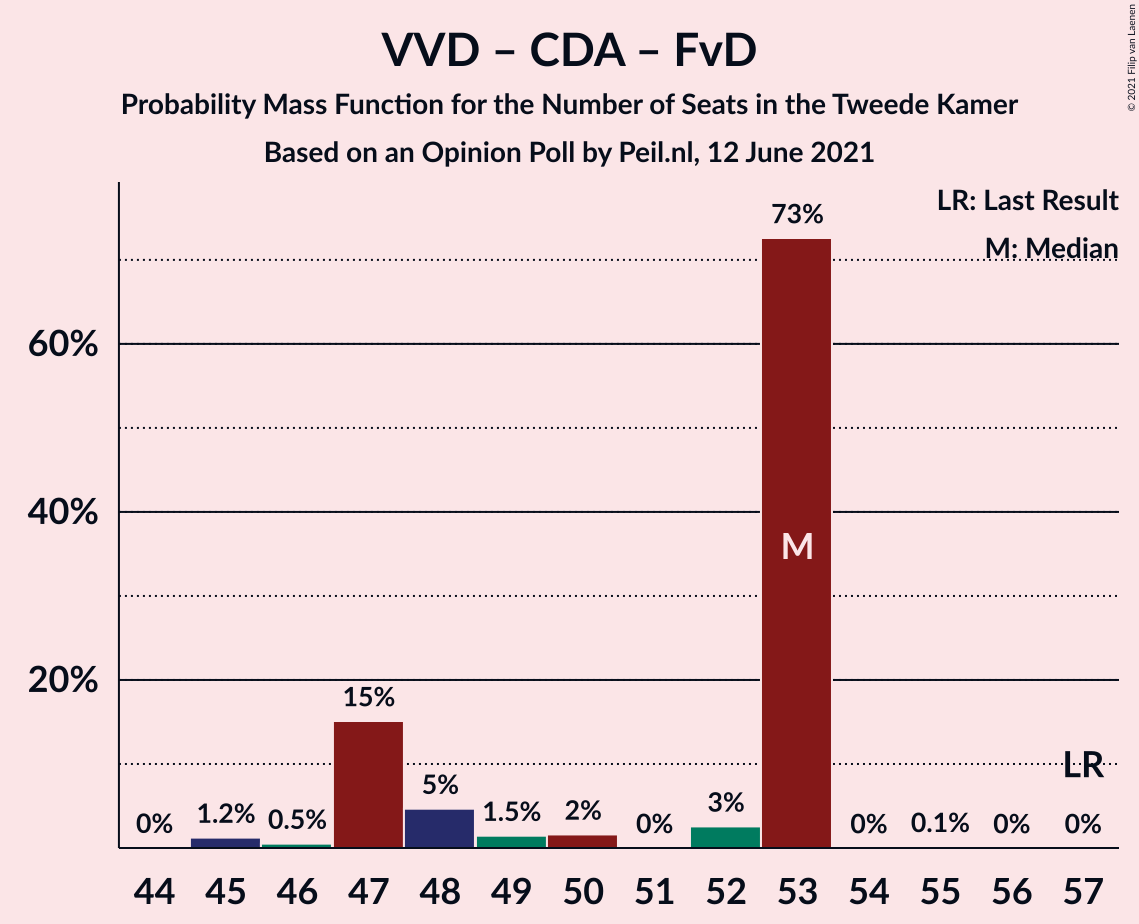 VVD – CDA – FvD
Probability Mass Function for the Number of Seats in the Tweede Kamer
Based on an Opinion Poll by Peil.nl, 12 June 2021
© 2021 Filip van Laenen
LR: Last Result
M: Median
73%
60%
40%
M
20%
15%
LR
0%
1.2%
0.5%
5%
1.5%
2%
0%
3%
0%
0.1%
0%
0%
44 45 46 47 48 49 50 51 52 53 54 55 56 57